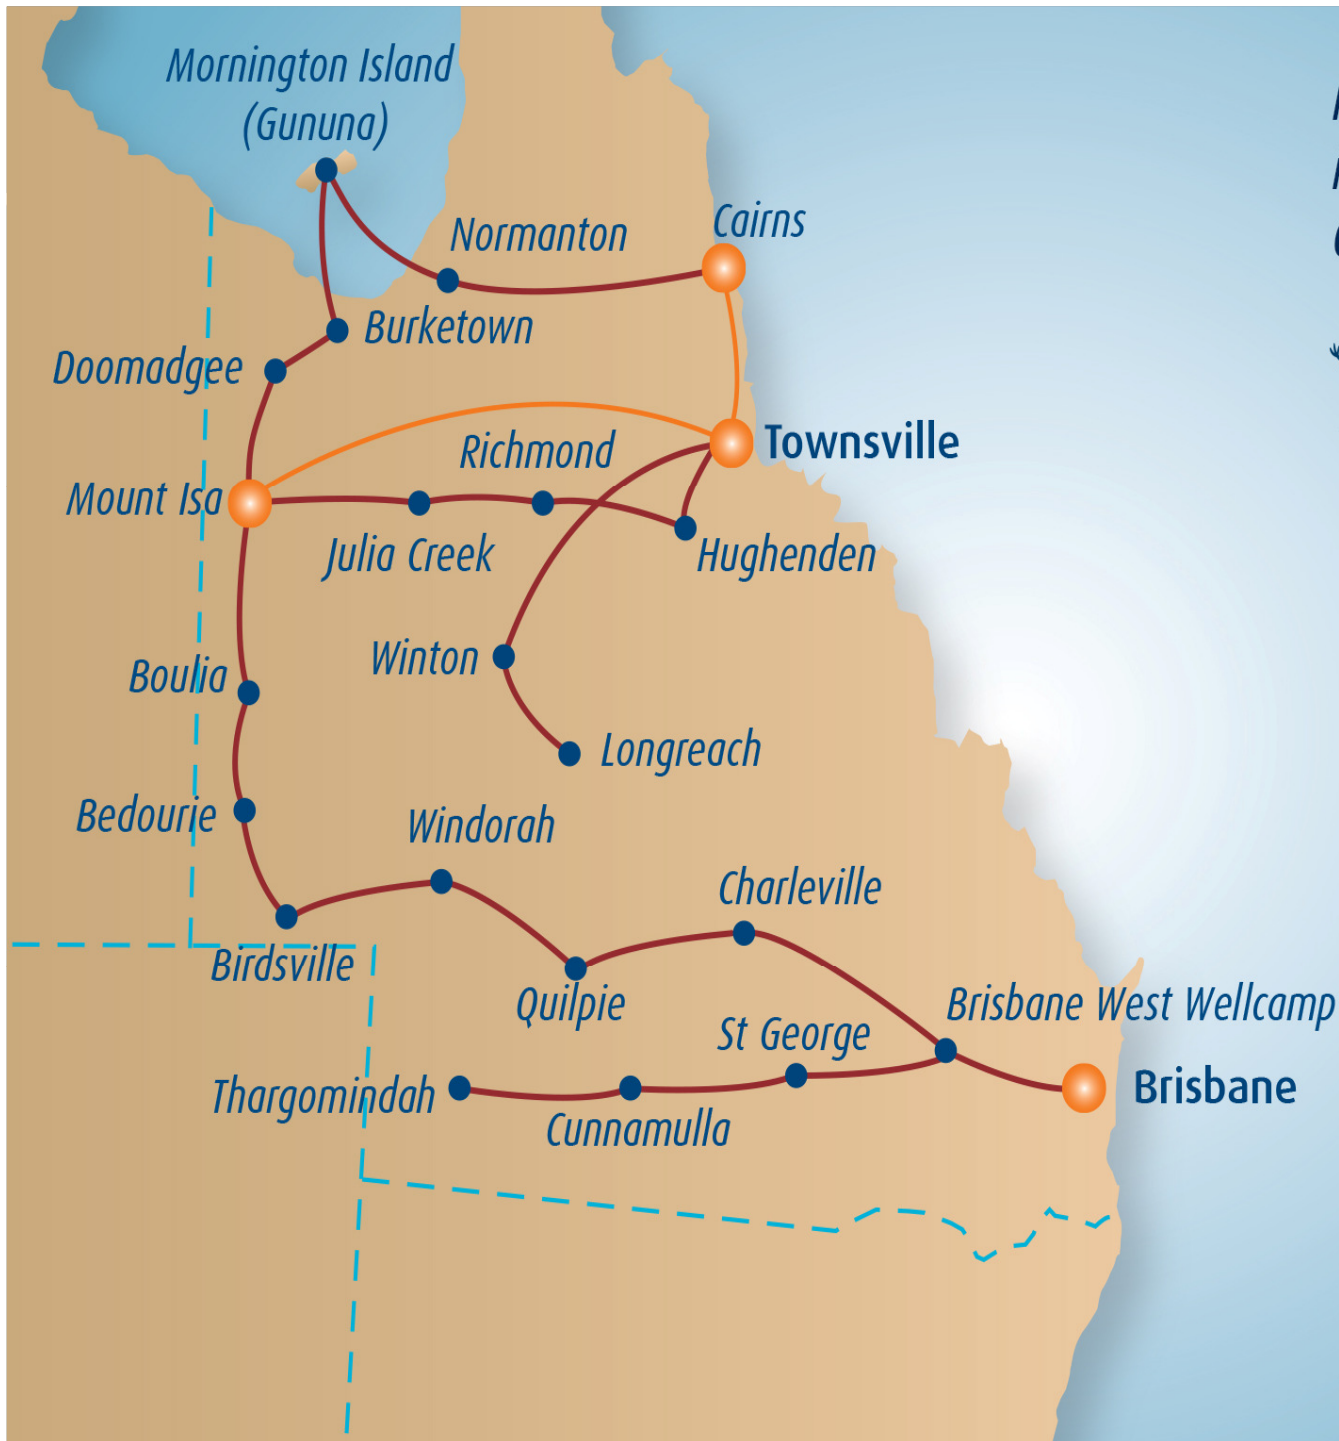 Mornington Island
(Gununa)
Normanton
Cairns
Burketown
Doomadgee
Townsville
Richmond
Mount Isa
Julia Creek
Hughenden
Winton
Boulia
Longreach
Bedourie
Windorah
Charleville
Birdsville
Quilpie
Brisbane West Wellcamp
St George
Thargomindah
Brisbane
Cunnamulla